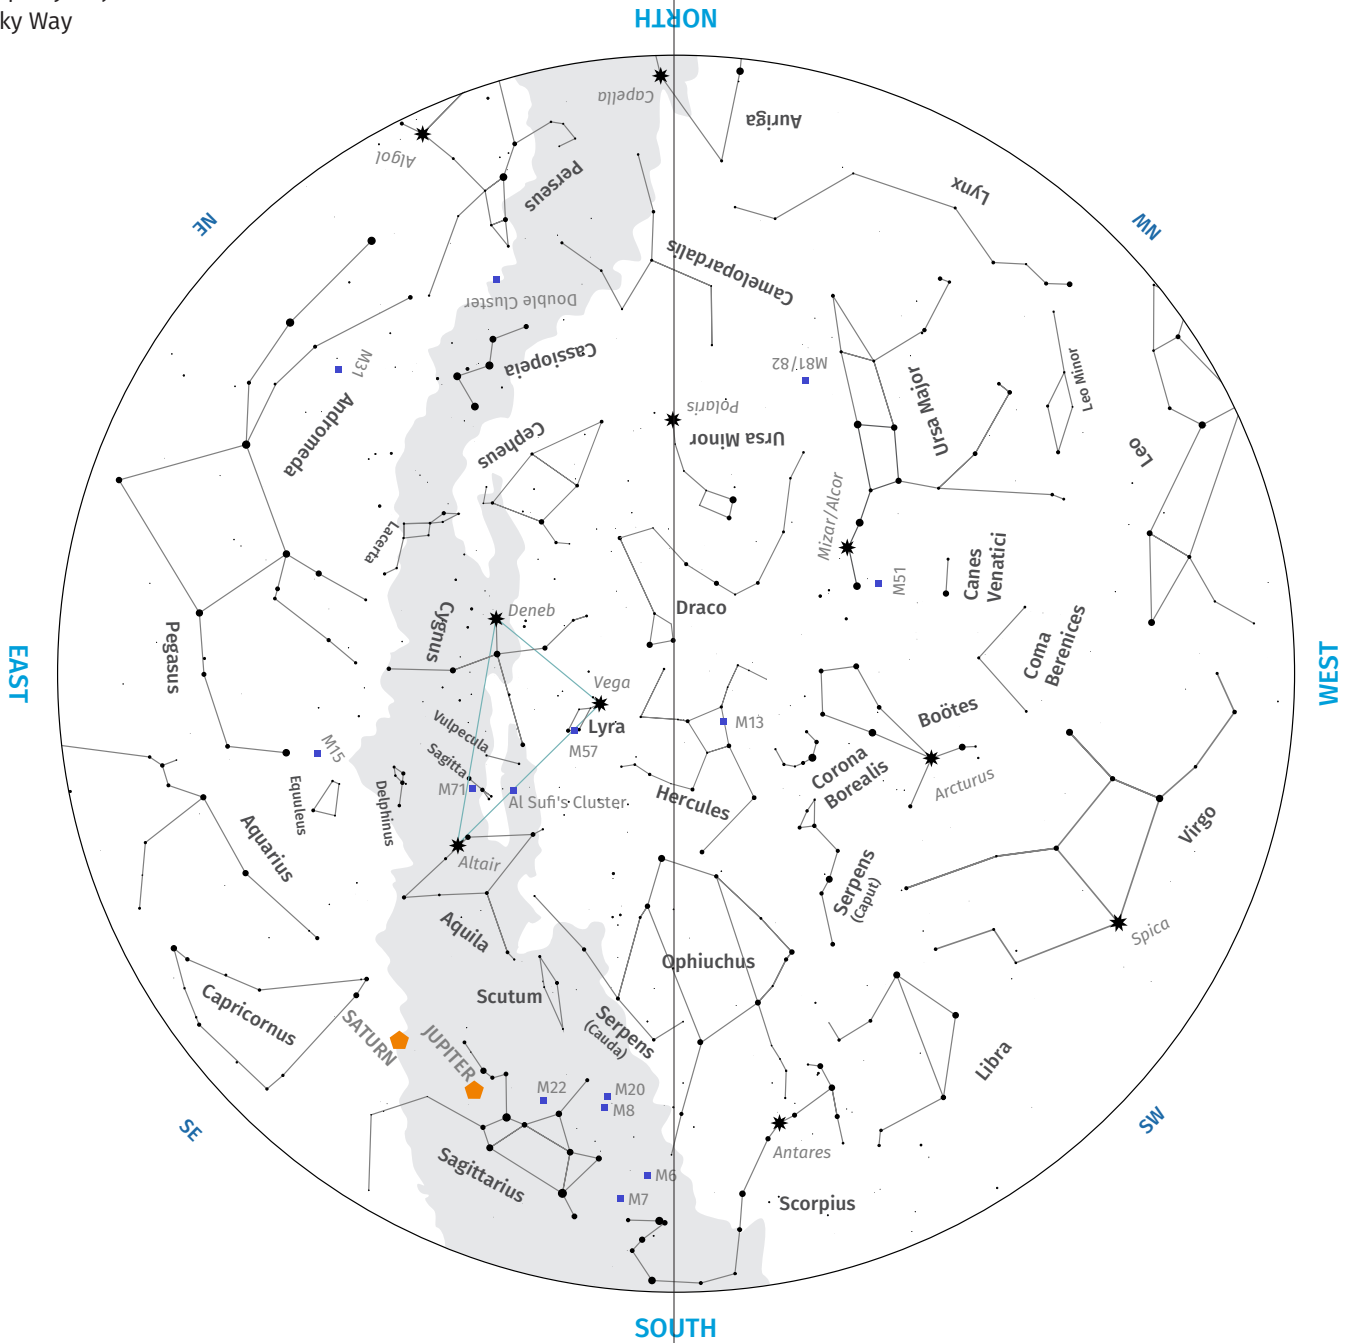 ky Way
NORTH
Capella
Auriga
Algol
Perseus
Lynx
NE
NW
Camelopardalis
Double Cluster
Cassiopeia
M31
M81/82
Leo Minor
Andromeda
Polaris
Ursa Minor
Ursa Major
Leo
Cepheus
Lacerta
Mizar/Alcor
M51
Canes
Venatici
Deneb
Draco
Cygnus
Coma
Berenices
Pegasus
EAST
WEST
Vega
Lyra
M57
M13
Boötes
Vulpecula
Sagitta
M71
Al Sufi's Cluster
M15
Corona
Borealis
Arcturus
Equuleus
Delphinus
Hercules
Virgo
Aquarius
Altair
Serpens
(Caput)
Aquila
Spica
Ophiuchus
Scutum
Capricornus
Serpens
(Cauda)
SATURN
JUPITER
Libra
M22
M20
M8
SE
SW
Antares
Sagittarius
M6
M7
Scorpius
SOUTH